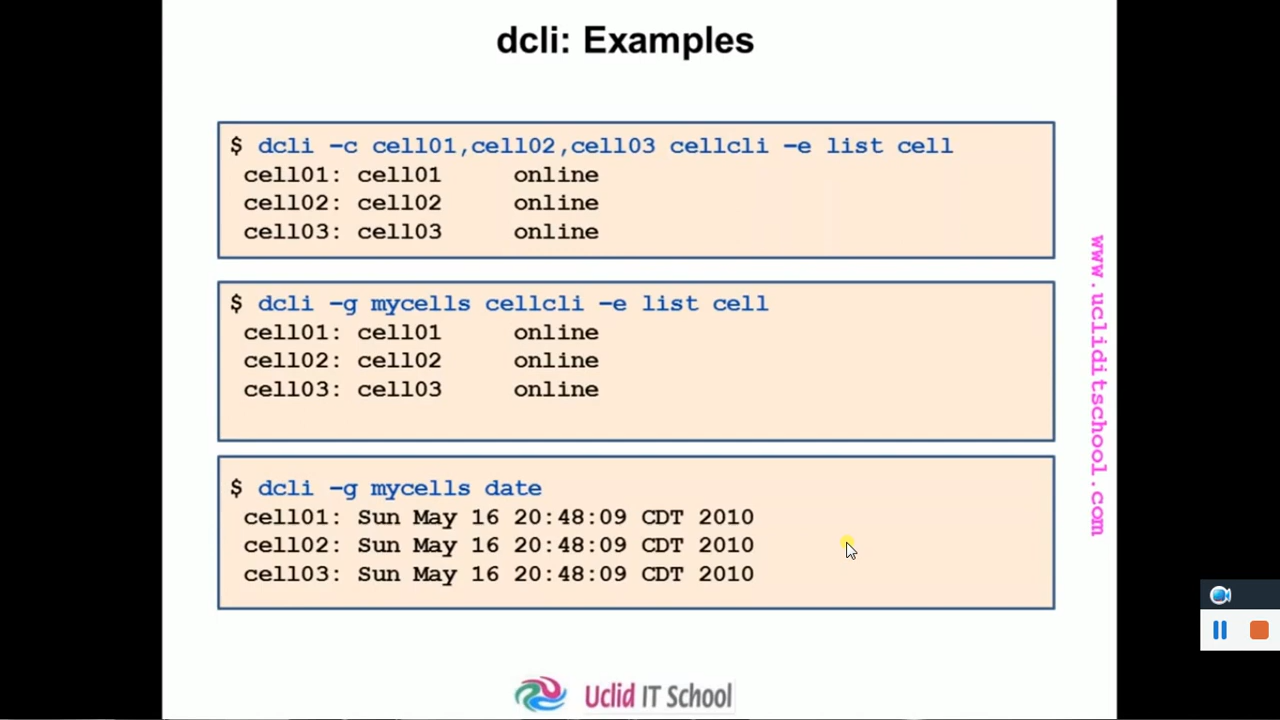 dcli: Examples
$ dcli –c cell01,cell02,cell03 cellcli –e list cell
cell01: cell01 online
cell02: cell02 online
cell03: cell03 online
$ dcli –g mycells cellcli –e list cell
cell01: cell01 online
cell02: cell02 online
cell03: cell03 online
$ dcli –g mycells date
cell01: Sun May 16 20:48:09 CDT 2010
cell02: Sun May 16 20:48:09 CDT 2010
cell03: Sun May 16 20:48:09 CDT 2010
www.ucliditschool.com
Uclid IT School